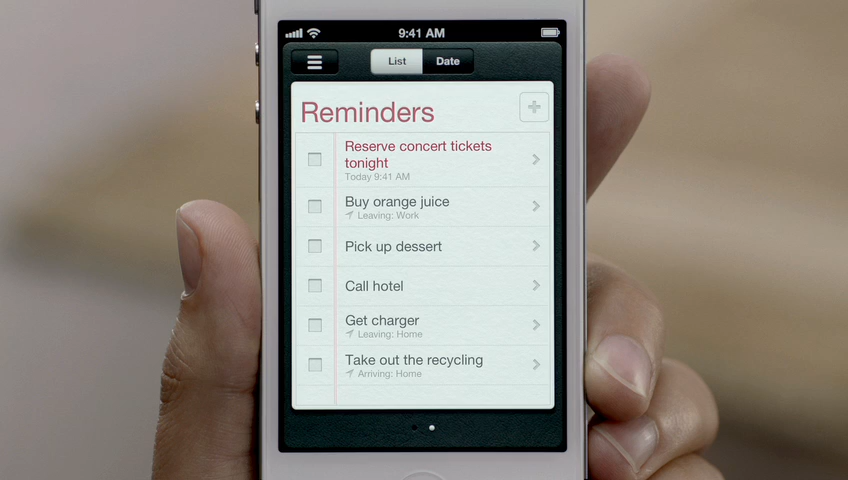 9:41 AM
List
Date
Reminders
Reserve concert tickets
tonight
Today 9:41 AM
Buy orange juice
Leaving: Work
Pick up dessert
Call hotel
Get charger
Leaving: Home
Take out the recycling
Arriving: Home